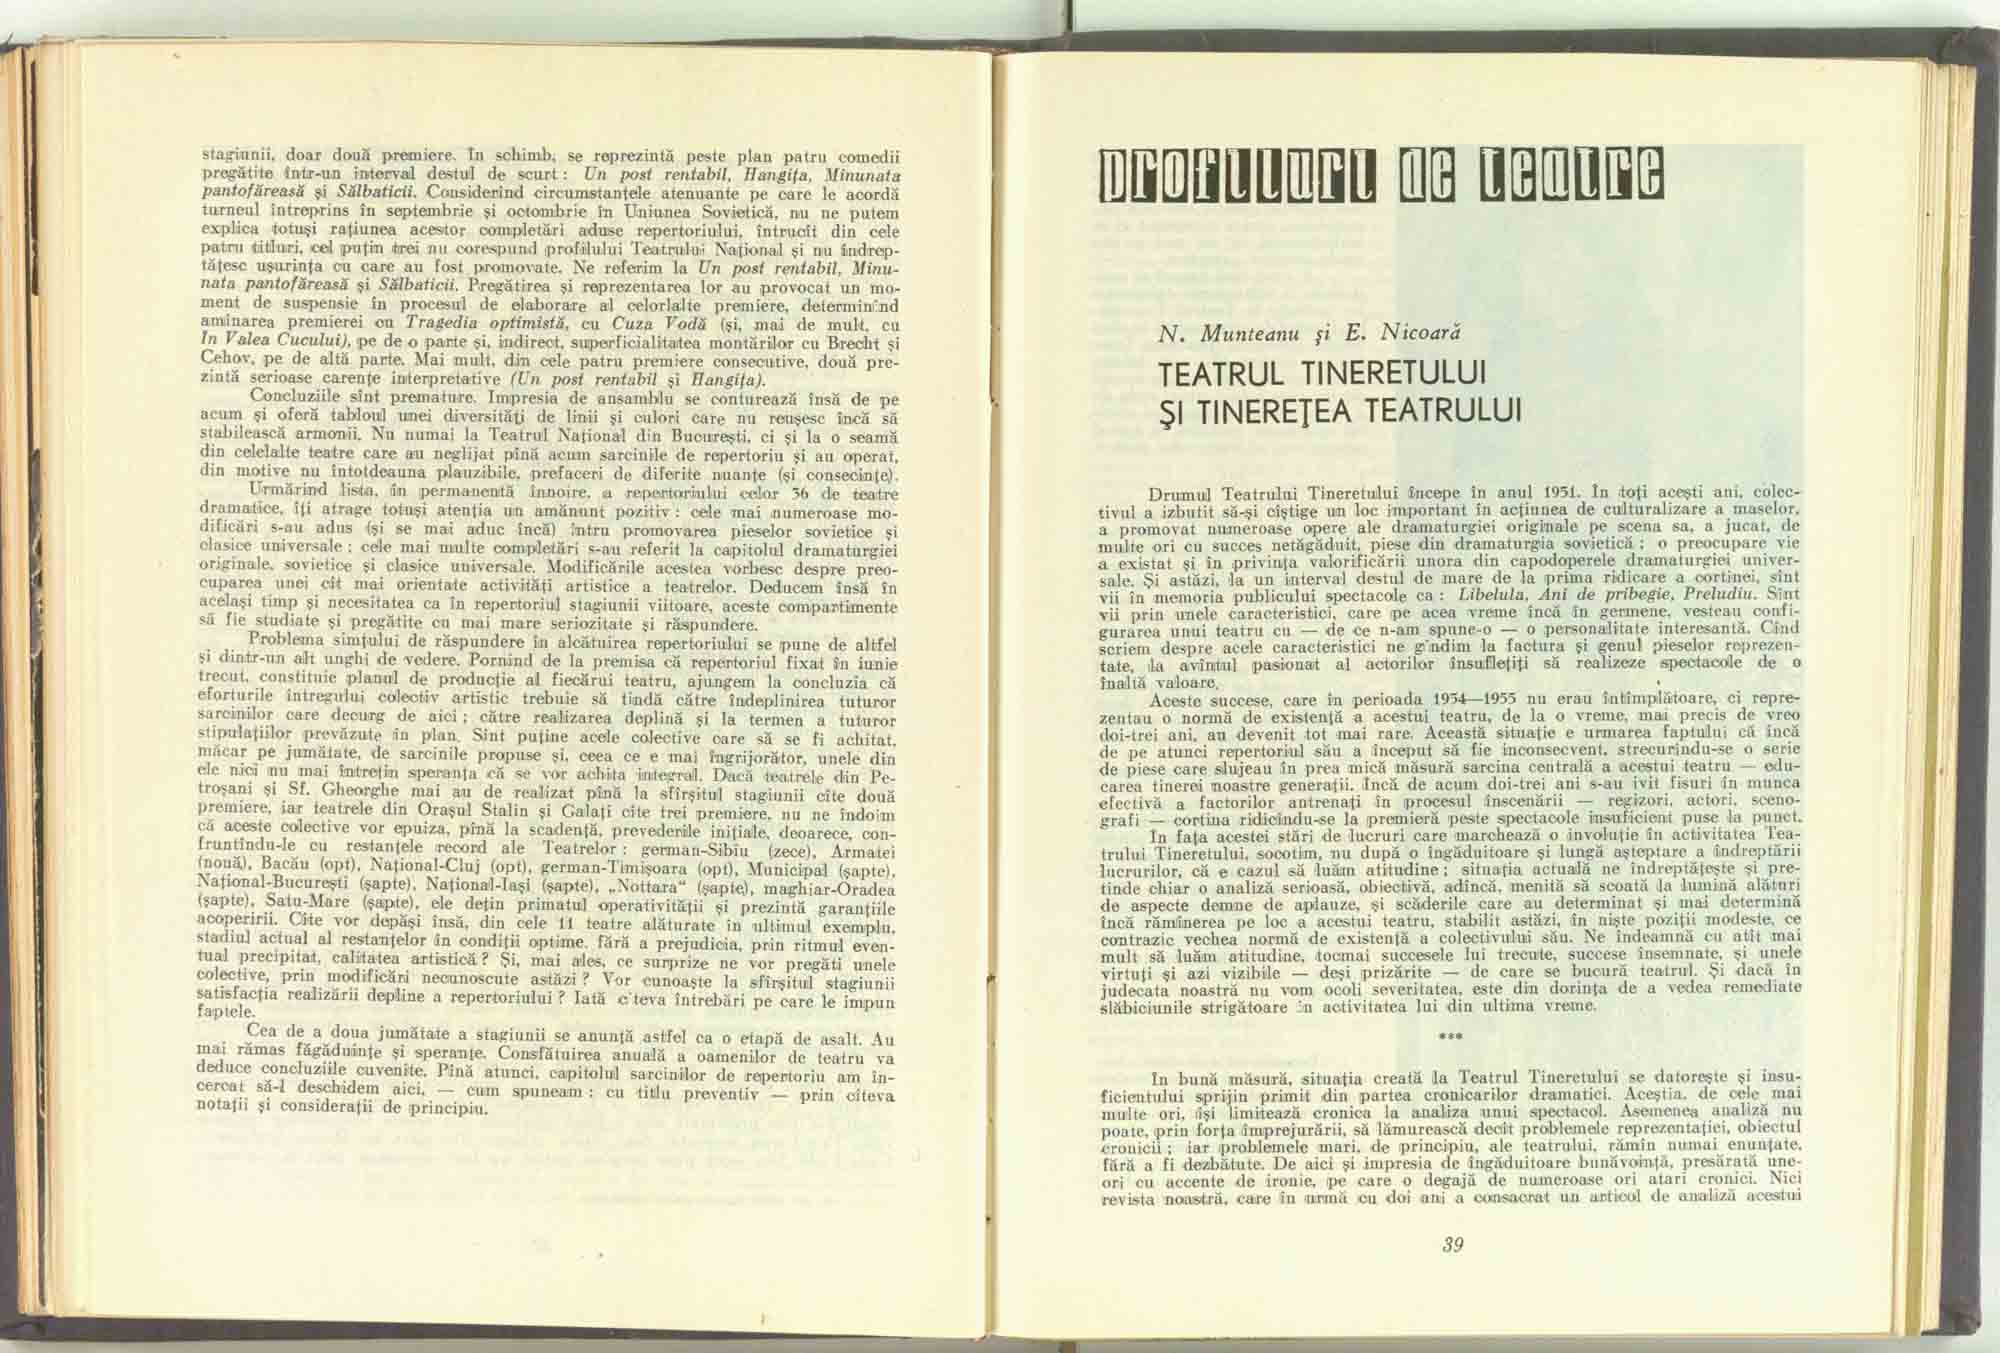 stagiunii, doar două premiere. În schimb, se reprezintă peste plan patru comedii
pregătite într-un interval destul de scurt : Un post rentabil, Hangița, Minunata
pantofăreasă și Sălbaticii. Considerînd circumstanțele atenuante pe care le acordă
turneul întreprins în septembrie și octombrie în Uniunea Sovietică, nu ne putem
explica totuși rațiunea acestor completări aduse repertoriului, întrucît din cele
patru titluri, cel puțin trei nu corespund profilului Teatrului Național și nu îndrep-
tățesc ușurința cu care au fost promovate. Ne referim la Un post rentabil, Minu-
nata pantofăreasă și Sălbaticii. Pregătirea și reprezentarea lor au provocat un mo-
ment de suspensie în procesul de elaborare al celorlalte premiere, determinînd
amînarea premierei cu Tragedia optimistă, cu Cuza Vodă (și, mai de mult, cu
În Valea Cucului), pe de o parte și, indirect, superficialitatea montărilor cu Brecht și
Cehov, pe de altă parte. Mai mult, din cele patru premiere consecutive, două pre-
zintă serioase carențe interpretative (Un post rentabil și Hangița).
Concluziile sînt premature. Impresia de ansamblu se conturează însă de pe
acum și oferă tabloul unei diversități de linii și culori care nu reușesc încă să
stabilească armonii. Nu numai la Teatrul Național din București, ci și la o seamă
din celelalte teatre care au neglijat pînă acum sarcinile de repertoriu și au operat,
din motive nu întotdeauna plauzibile, prefaceri de diferite nuanțe (și consecințe).
Urmărind lista, în permanentă înnoire, a repertoriului celor 36 de teatre
dramatice, îți atrage totuși atenția un amănunt pozitiv : cele mai numeroase mo-
dificări s-au adus (și se mai aduc încă) întru promovarea pieselor sovietice și
clasice universale ; cele mai multe completări s-au referit la capitolul dramaturgiei
originale, sovietice și clasice universale. Modificările acestea vorbesc despre preo-
cuparea unei cît mai orientate activități artistice a teatrelor. Deducem însă în
același timp și necesitatea ca în repertoriul stagiunii viitoare, aceste compartimente
să fie studiate și pregătite cu mai mare seriozitate și răspundere.
Problema simțului de răspundere în alcătuirea repertoriului se pune de altfel
și dintr-un alt unghi de vedere. Pornind de la premisa că repertoriul fixat în iunie
trecut, constituie planul de producție al fiecărui teatru, ajungem la concluzia că
eforturile întregului colectiv artistic trebuie să tindă către îndeplinirea tuturor
sarcinilor care decurg de aici ; către realizarea deplină și la termen a tuturor
stipulațiilor prevăzute în plan. Sînt puține acele colective care să se fi achitat,
măcar pe jumătate, de sarcinile propuse și, ceea ce e mai îngrijorător, unele din
ele nici nu mai întrețin speranța că se vor achita integral. Dacă teatrele din Pe-
troșani și Sf. Gheorghe mai au de realizat pînă la sfîrșitul stagiunii cîte două
premiere, iar teatrele din Orașul Stalin și Galați cîte trei premiere, nu ne îndoim
că aceste colective vor epuiza, pînă la scadență, prevederile inițiale, deoarece, con-
fruntîndu-le cu restanțele record ale Teatrelor : german-Sibiu (zece), Armatei
(nouă), Bacău (opt), Național-Cluj (opt), german-Timișoara (opt), Municipal (șapte),
Național-București (șapte), Național-Iași (șapte), „Nottara“ (șapte), maghiar-Oradea
(șapte), Satu-Mare (șapte), ele dețin primatul operativității și prezintă garanțiile
acoperirii. Cîte vor depăși însă, din cele 11 teatre alăturate în ultimul exemplu,
stadiul actual al restanțelor în condiții optime, fără a prejudicia, prin ritmul even-
tual precipitat, calitatea artistică ? Și, mai ales, ce surprize ne vor pregăti unele
colective, prin modificări necunoscute astăzi ? Vor cunoaște la sfîrșitul stagiunii
satisfacția realizării depline a repertoriului ? Iată cîteva întrebări pe care le impun
faptele.
Cea de a doua jumătate a stagiunii se anunță astfel ca o etapă de asalt. Au
mai rămas făgăduințe și speranțe. Consfătuirea anuală a oamenilor de teatru va
deduce concluziile cuvenite. Pînă atunci, capitolul sarcinilor de repertoriu am în-
cercat să-l deschidem aici, — cum spuneam : cu titlu preventiv — prin cîteva
notații și considerații de principiu.
profiluri de teatre
N. Munteanu și E. Nicoară
TEATRUL TINERETULUI
ȘI TINEREȚEA TEATRULUI
Drumul Teatrului Tineretului începe în anul 1951. În toți acești ani, colec-
tivul a izbutit să-și cîștige un loc important în acțiunea de culturalizare a maselor,
a promovat numeroase opere ale dramaturgiei originale pe scena sa, a jucat, de
multe ori cu succes netăgăduit, piese din dramaturgia sovietică ; o preocupare vie
a existat și în privința valorificării unora din capodoperele dramaturgiei univer-
sale. Și astăzi, la un interval destul de mare de la prima ridicare a cortinei, sînt
vii în memoria publicului spectacole ca : Libelula, Ani de pribegie, Preludiu. Sînt
vii prin unele caracteristici, care pe acea vreme încă în germene, vesteau confi-
gurarea unui teatru cu — de ce n-am spune-o — o personalitate interesantă. Cînd
scriem despre acele caracteristici ne gîndim la factura și genul pieselor reprezen-
tate, la avîntul pasionat al actorilor însuflețiți să realizeze spectacole de o
înaltă valoare.
Aceste succese, care în perioada 1954—1955 nu erau întîmplătoare, ci repre-
zentau o normă de existență a acestui teatru, de la o vreme, mai precis de vreo
doi-trei ani, au devenit tot mai rare. Această situație e urmarea faptului că încă
de pe atunci repertoriul său a început să fie inconsecvent, strecurîndu-se o serie
de piese care slujeau în prea mică măsură sarcina centrală a acestui teatru — edu-
carea tinerei noastre generații. Încă de acum doi-trei ani s-au ivit fisuri în munca
efectivă a factorilor antrenați în procesul înscenării — regizori, actori, sceno-
grafi — cortina ridicîndu-se la premieră peste spectacole insuficient puse la punct.
În fața acestei stări de lucruri care marchează o involuție în activitatea Tea-
trului Tineretului, socotim, nu după o îngăduitoare și lungă așteptare a îndreptării
lucrurilor, că e cazul să luăm atitudine ; situația actuală ne îndreptățește și pre-
tinde chiar o analiză serioasă, obiectivă, adîncă, menită să scoată la lumină alături
de aspecte demne de aplauze, și scăderile care au determinat și mai determină
încă rămînerea pe loc a acestui teatru, stabilit astăzi, în niște poziții modeste, ce
contrazic vechea normă de existență a colectivului său. Ne îndeamnă cu atît mai
mult să luăm atitudine, tocmai succesele lui trecute, succese însemnate, și unele
virtuți și azi vizibile — deși prizărite — de care se bucură teatrul. Și dacă în
judecata noastră nu vom ocoli severitatea, este din dorința de a vedea remediate
slăbiciunile strigătoare în activitatea lui din ultima vreme.
***
În bună măsură, situația creată la Teatrul Tineretului se datorește și insu-
ficientului sprijin primit din partea cronicarilor dramatici. Aceștia, de cele mai
multe ori, își limitează cronica la analiza unui spectacol. Asemenea analiză nu
poate, prin forța împrejurării, să lămurească decît problemele reprezentației, obiectul
cronicii ; iar problemele mari, de principiu, ale teatrului, rămîn numai enunțate,
fără a fi dezbătute. De aici și impresia de îngăduitoare bunăvoință, presărată une-
ori cu accente de ironie, pe care o degajă de numeroase ori atari cronici. Nici
revista noastră, care în urmă cu doi ani a consacrat un articol de analiză acestui
39